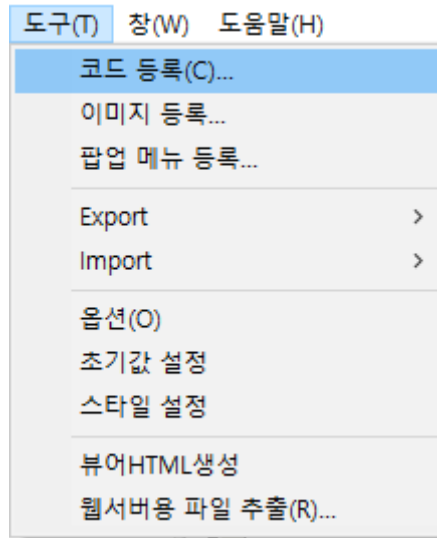 도구(T) 창(W) 도움말(H)
코드 등록(C)...
이미지 등록...
팝업 메뉴 등록...
Export
Import
옵션(O)
초기값 설정
스타일 설정
뷰어HTML생성
웹서버용 파일 추출(R)...